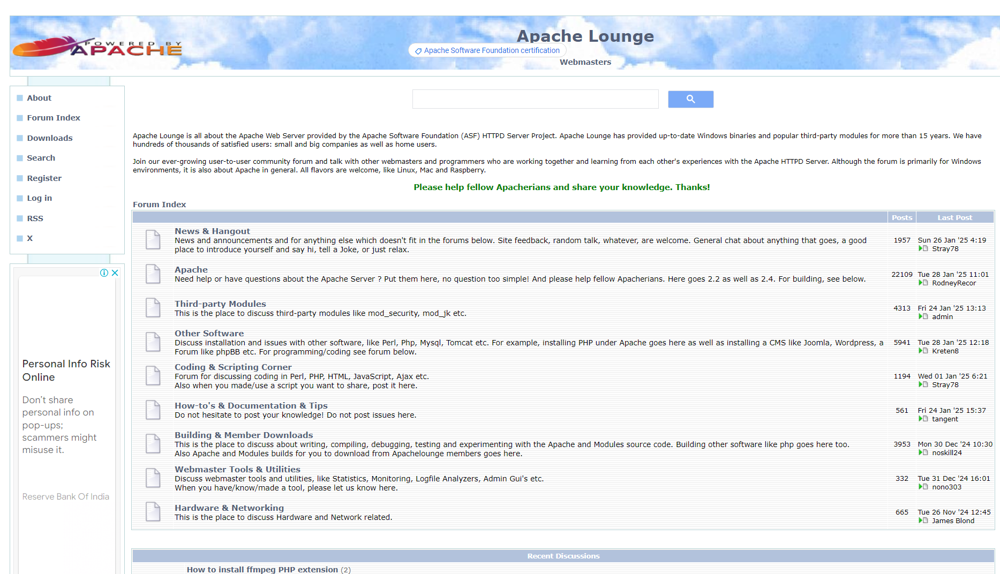 POWERED BY
APACHE
Apache Lounge
Apache Software Foundation certification
Webmasters
About
Forum Index
Downloads
Search
Register
Log in
RSS
X
Apache Lounge is all about the Apache Web Server provided by the Apache Software Foundation (ASF) HTTPD Server Project. Apache Lounge has provided up-to-date Windows binaries and popular third-party modules for more than 15 years. We have
hundreds of thousands of satisfied users: small and big companies as well as home users.
Join our ever-growing user-to-user community forum and talk with other webmasters and programmers who are working together and learning from each other's experiences with the Apache HTTPD Server. Although the forum is primarily for Windows
environments, it is also about Apache in general. All flavors are welcome, like Linux, Mac and Raspberry.
Please help fellow Apacherians and share your knowledge. Thanks!
Forum Index
Posts Last Post
News & Hangout
News and announcements and for anything else which doesn't fit in the forums below. Site feedback, random talk, whatever, are welcome. General chat about anything that goes, a good
place to introduce yourself and say hi, tell a Joke, or just relax.
1957 Sun 26 Jan '25 4:19
Stray78
Apache
Need help or have questions about the Apache Server ? Put them here, no question too simple! And please help fellow Apacherians. Here goes 2.2 as well as 2.4. For building, see below.
22109 Tue 28 Jan '25 11:01
RodneyRecor
Third-party Modules
This is the place to discuss third-party modules like mod_security, mod_jk etc.
4313 Fri 24 Jan '25 13:13
admin
Other Software
Discuss installation and issues with other software, like Perl, Php, Mysql, Tomcat etc. For example, installing PHP under Apache goes here as well as installing a CMS like Joomla, Wordpress, a
Forum like phpBB etc. For programming/coding see forum below.
5941 Tue 28 Jan '25 12:18
Kreten8
Coding & Scripting Corner
Forum for discussing coding in Perl, PHP, HTML, JavaScript, Ajax etc.
Also when you made/use a script you want to share, post it here.
1194 Wed 01 Jan '25 6:21
Stray78
How-to's & Documentation & Tips
Do not hesitate to post your knowledge! Do not post issues here.
561 Fri 24 Jan '25 15:37
tangent
Building & Member Downloads
This is the place to discuss about writing, compiling, debugging, testing and experimenting with the Apache and Modules source code. Building other software like php goes here too.
Also Apache and Modules builds for you to download from Apachelounge members goes here.
3953 Mon 30 Dec '24 10:30
noskill24
Webmaster Tools & Utilities
Discuss webmaster tools and utilities, like Statistics, Monitoring, Logfile Analyzers, Admin Gui's etc.
When you have/know/made a tool, please let us know here.
332 Tue 31 Dec '24 16:01
nono303
Hardware & Networking
This is the place to discuss Hardware and Network related.
665 Tue 26 Nov '24 12:45
James Blond
Personal Info Risk
Online
Don't share
personal info on
pop-ups;
scammers might
misuse it.
Reserve Bank Of India
Recent Discussions
How to install ffmpeg PHP extension (2)